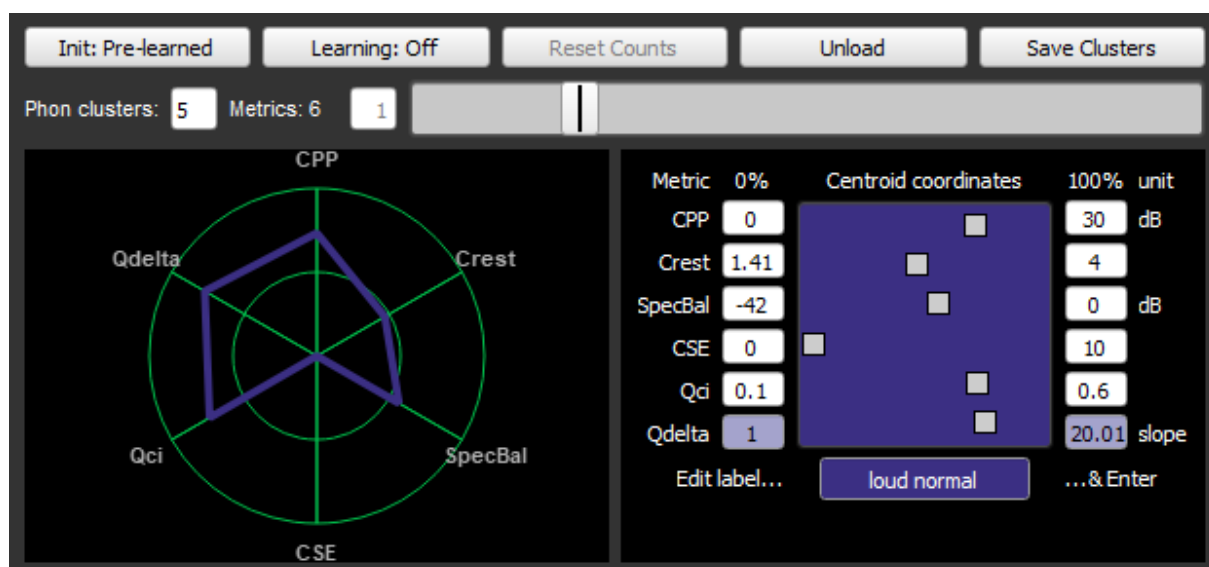 Init: Pre-learned Learning: Off Reset Counts Unload Save Clusters
Phon clusters: 5 Metrics: 6 1
CPP
Qdelta Crest
Qci SpecBal
CSE
Metric 0% Centroid coordinates 100% unit
CPP 0 30 dB
Crest 1.41 4
SpecBal -42 0 dB
CSE 0 10
Qci 0.1 0.6
Qdelta 1 20.01 slope
Edit label... loud normal ...& Enter